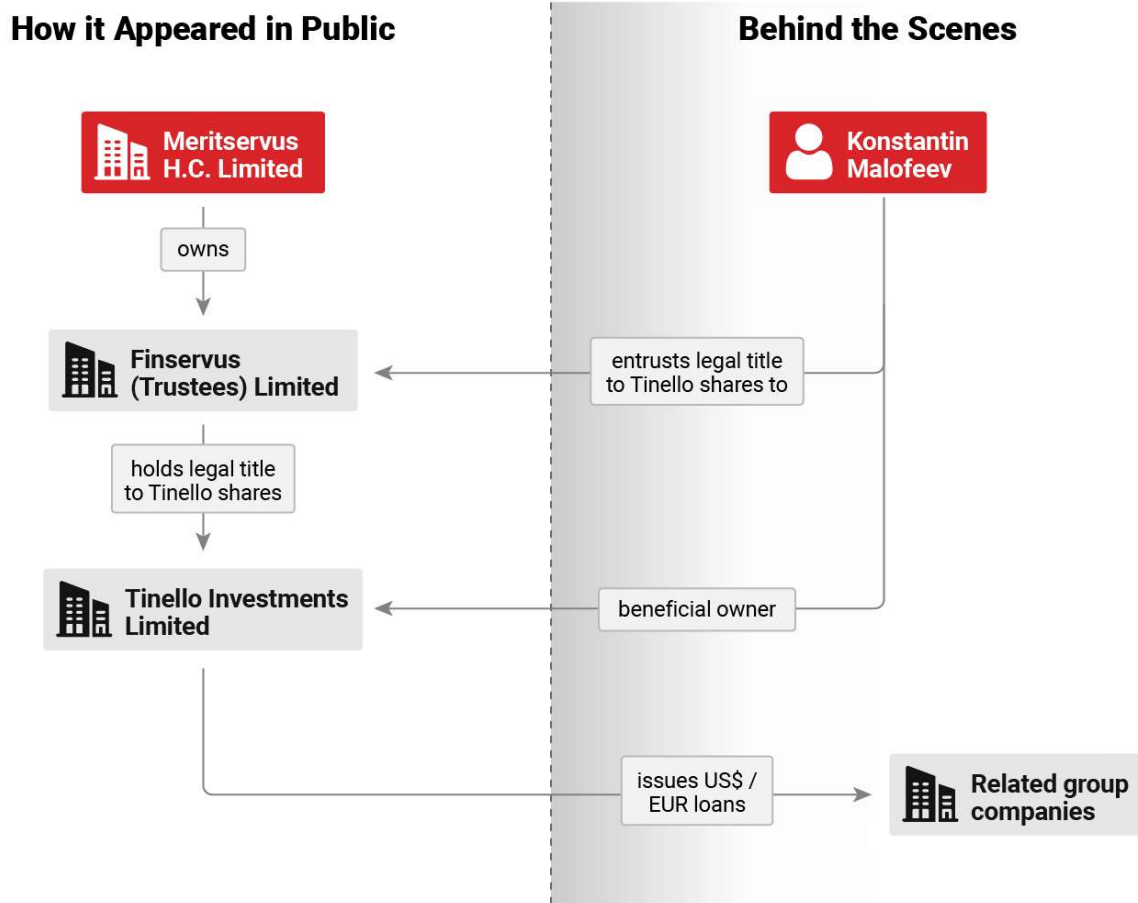 How it Appeared in Public
Behind the Scenes
Meritservus
H.C. Limited
Konstantin
Malofeev
owns
Finservus
(Trustees) Limited
entrusts legal title
to Tinello shares to
holds legal title
to Tinello shares
Tinello Investments
Limited
beneficial owner
issues US$ /
EUR loans
Related group
companies